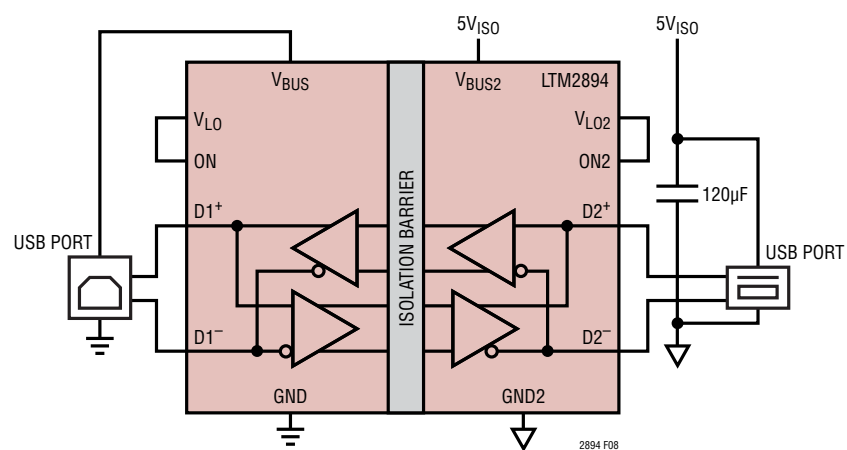 5VISO
5VISO
VBUS
VBUS2
LTM2894
VLO
VLO2
ON
ON2
120µF
D1+
D2+
USB PORT
USB PORT
ISOLATION BARRIER
D1−
D2−
GND
GND2
2894 F08